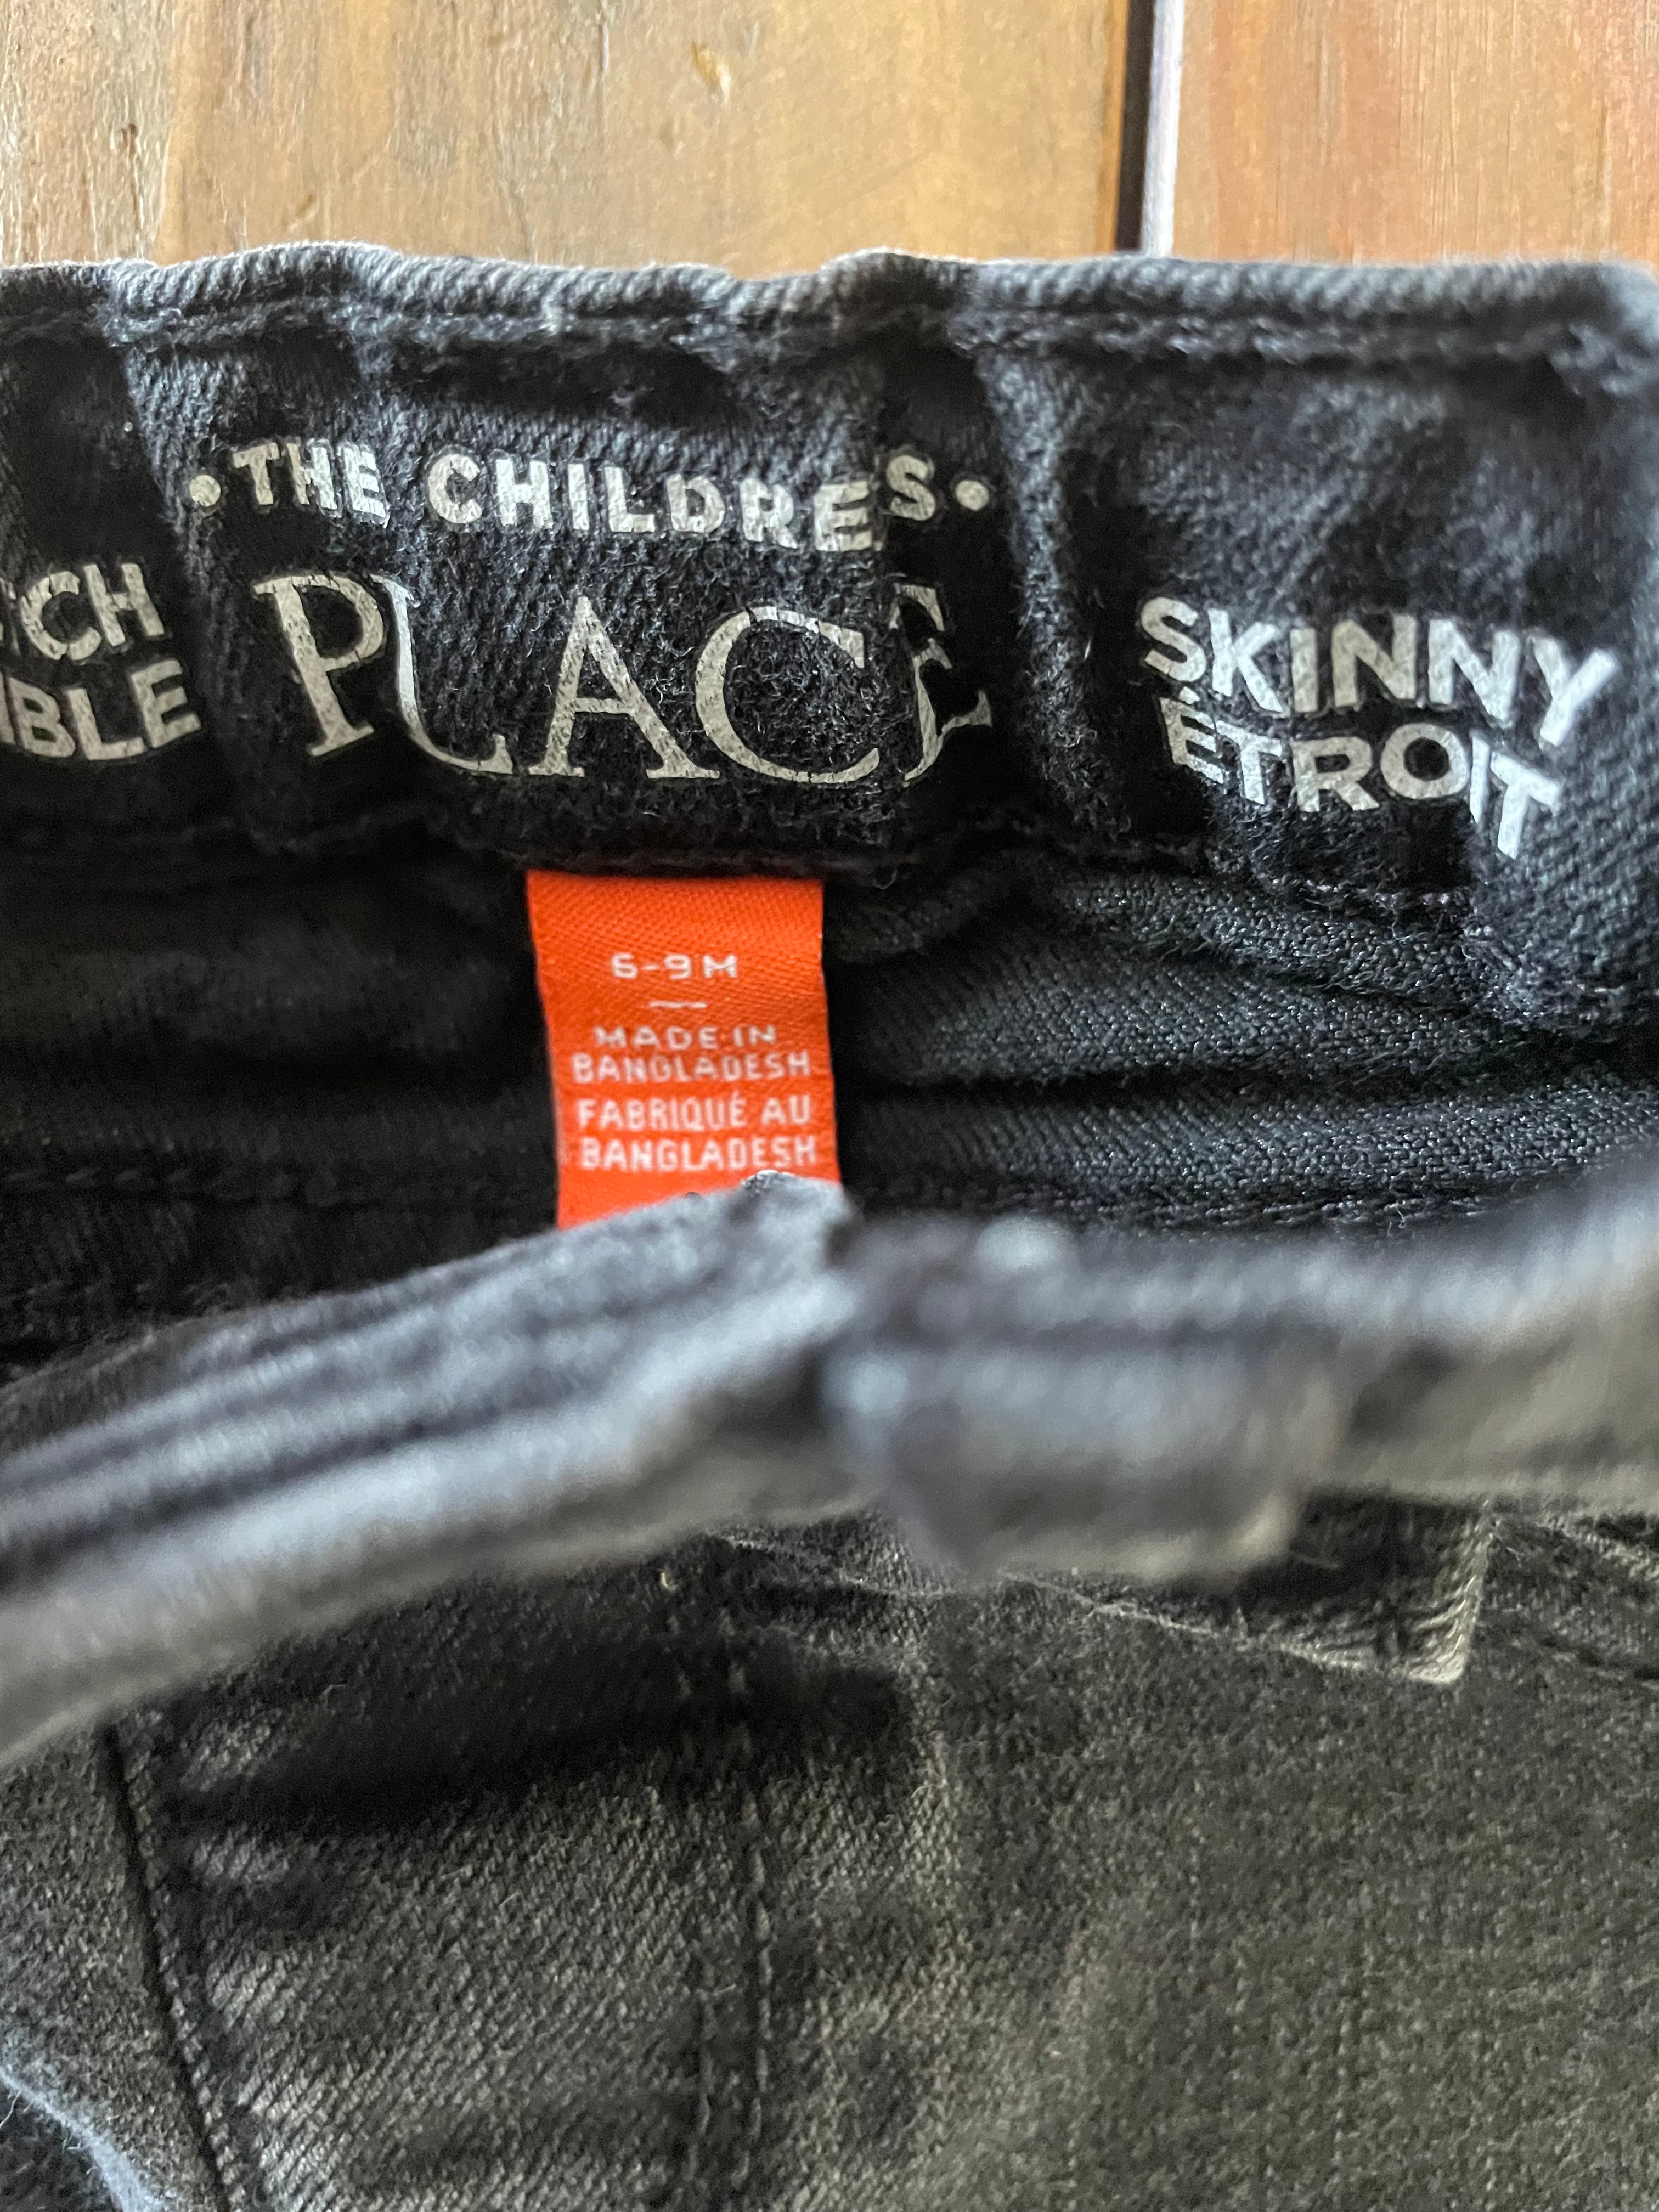 THE CHILDRES
PLACE
SKINNY
ÉTROIT
6-9M
MADE IN
BANGLADESH
FABRIQUÉ AU
BANGLADESH